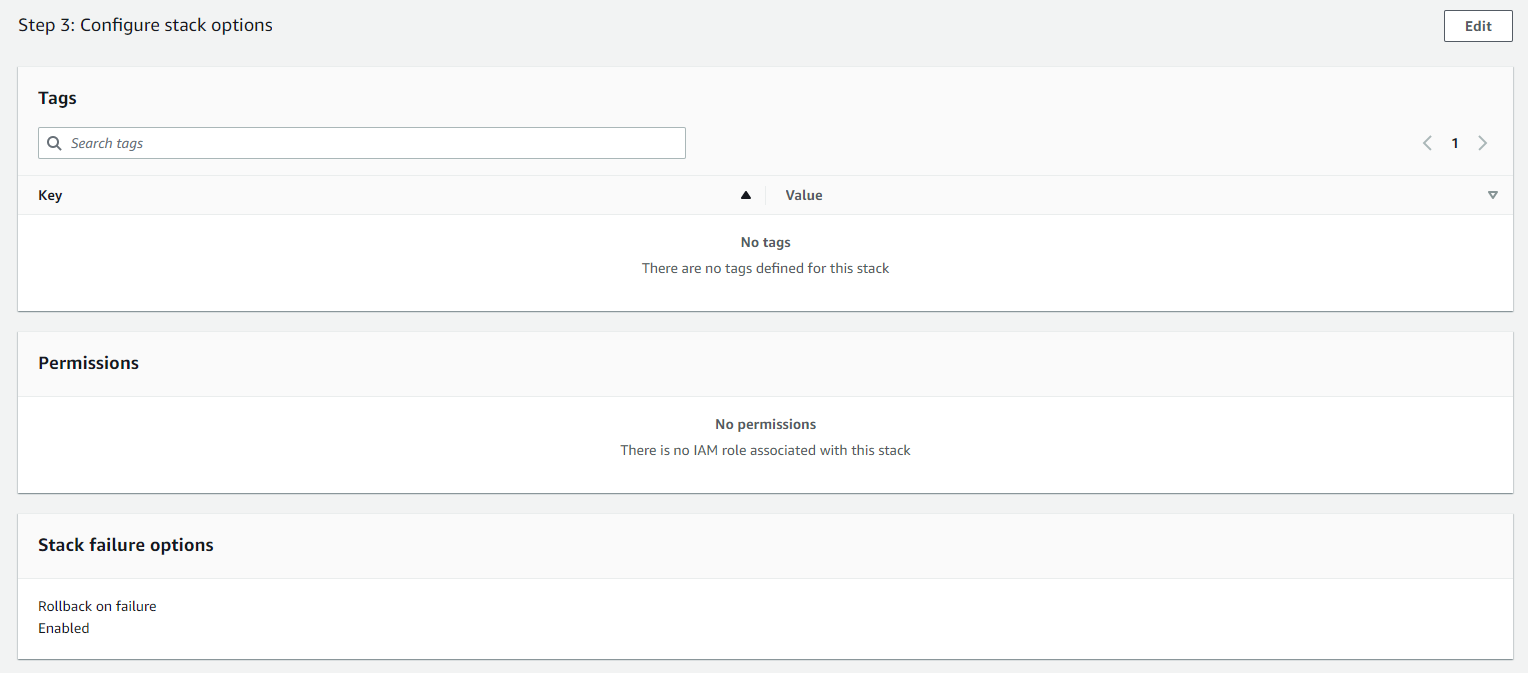 Step 3: Configure stack options
Edit
Tags
Search tags
1
Key
Value
No tags
There are no tags defined for this stack
Permissions
No permissions
There is no IAM role associated with this stack
Stack failure options
Rollback on failure
Enabled